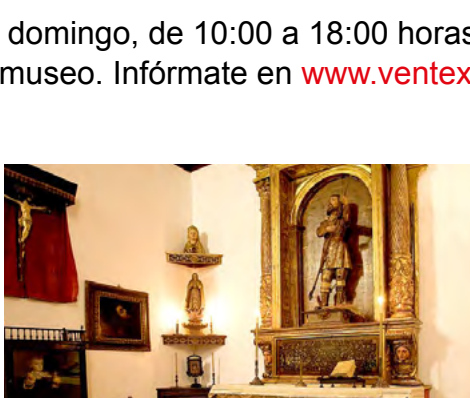 domingo, de 10:00 a 18:00 horas
museo. Infórmate en www.ventex